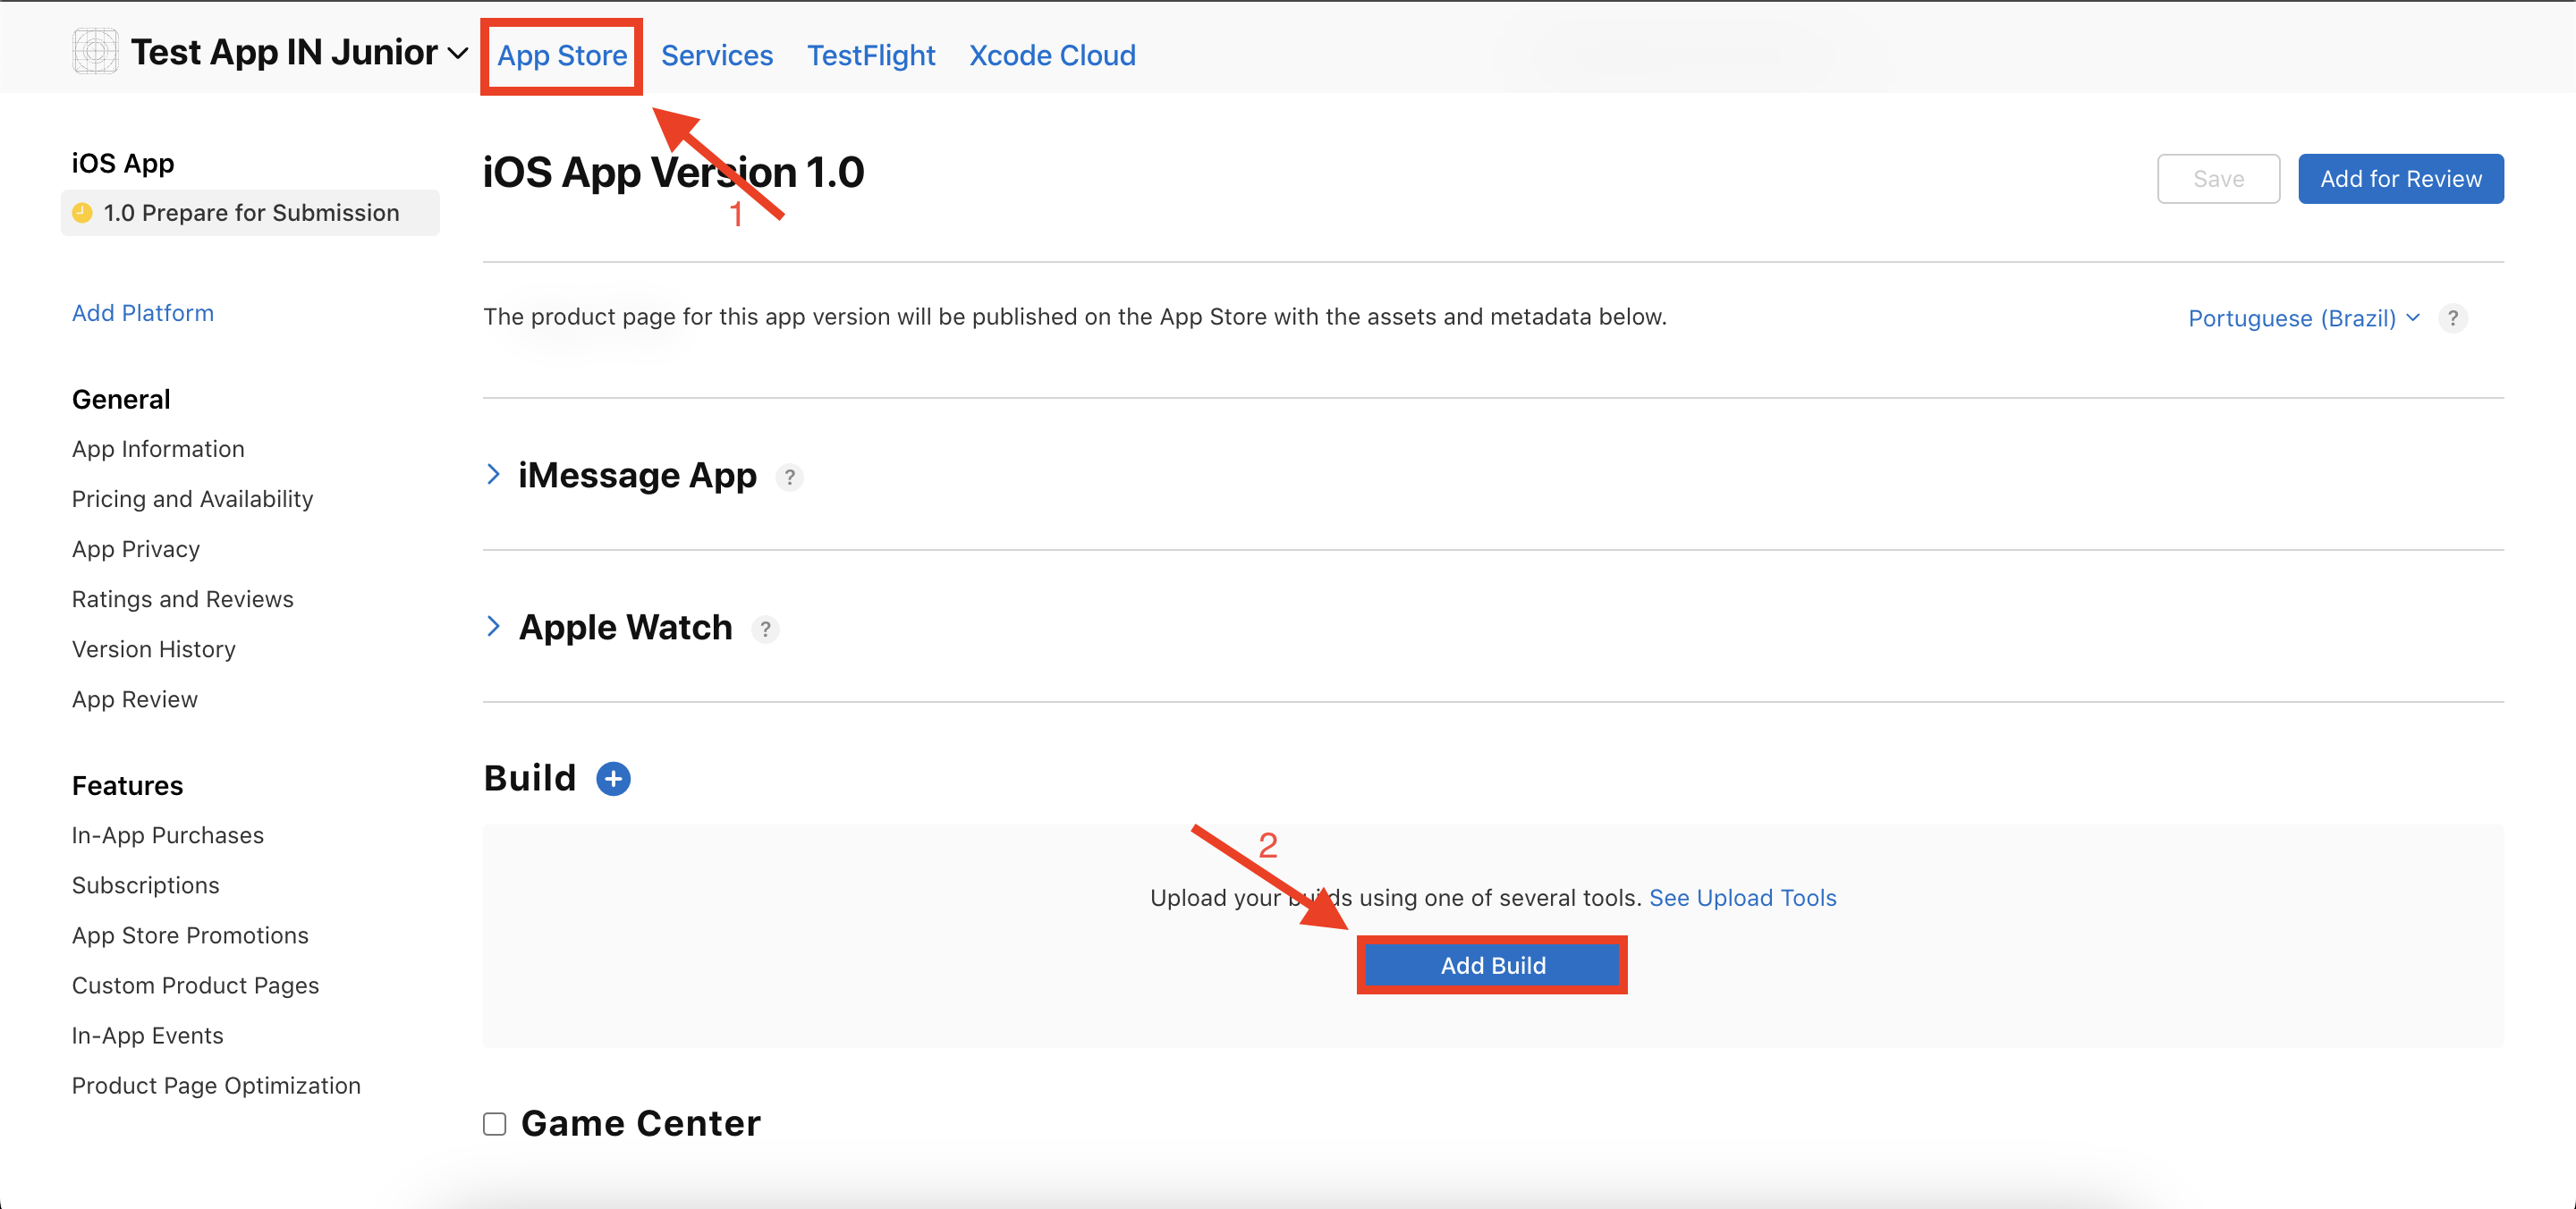 Test App IN Junior
App Store
Services
TestFlight
Xcode Cloud
1
iOS App
1.0 Prepare for Submission
Add Platform
General
App Information
Pricing and Availability
App Privacy
Ratings and Reviews
Version History
App Review
Features
In-App Purchases
Subscriptions
App Store Promotions
Custom Product Pages
In-App Events
Product Page Optimization
iOS App Version 1.0
Save
Add for Review
The product page for this app version will be published on the App Store with the assets and metadata below.
Portuguese (Brazil)
?
iMessage App ?
Apple Watch ?
Build +
2
Upload your builds using one of several tools. See Upload Tools
Add Build
Game Center